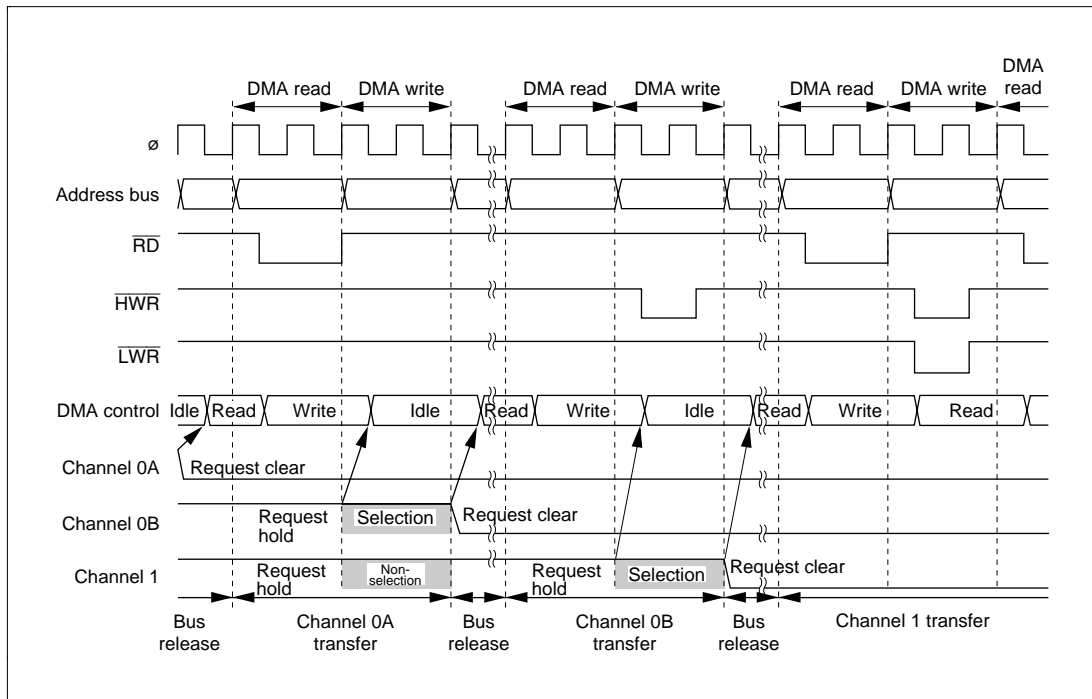 DMA
DMA read DMA write DMA read DMA write DMA read DMA write read
ø
Address bus
RD
HWR
LWR
DMA control Idle Read Write Idle Read Write Idle Read Write Read
Channel 0A Request clear
Channel 0B Request hold Selection Request clear
Channel 1 Request hold Non-selection Request hold Selection Request clear
Bus release Channel 0A transfer Bus release Channel 0B transfer Bus release Channel 1 transfer